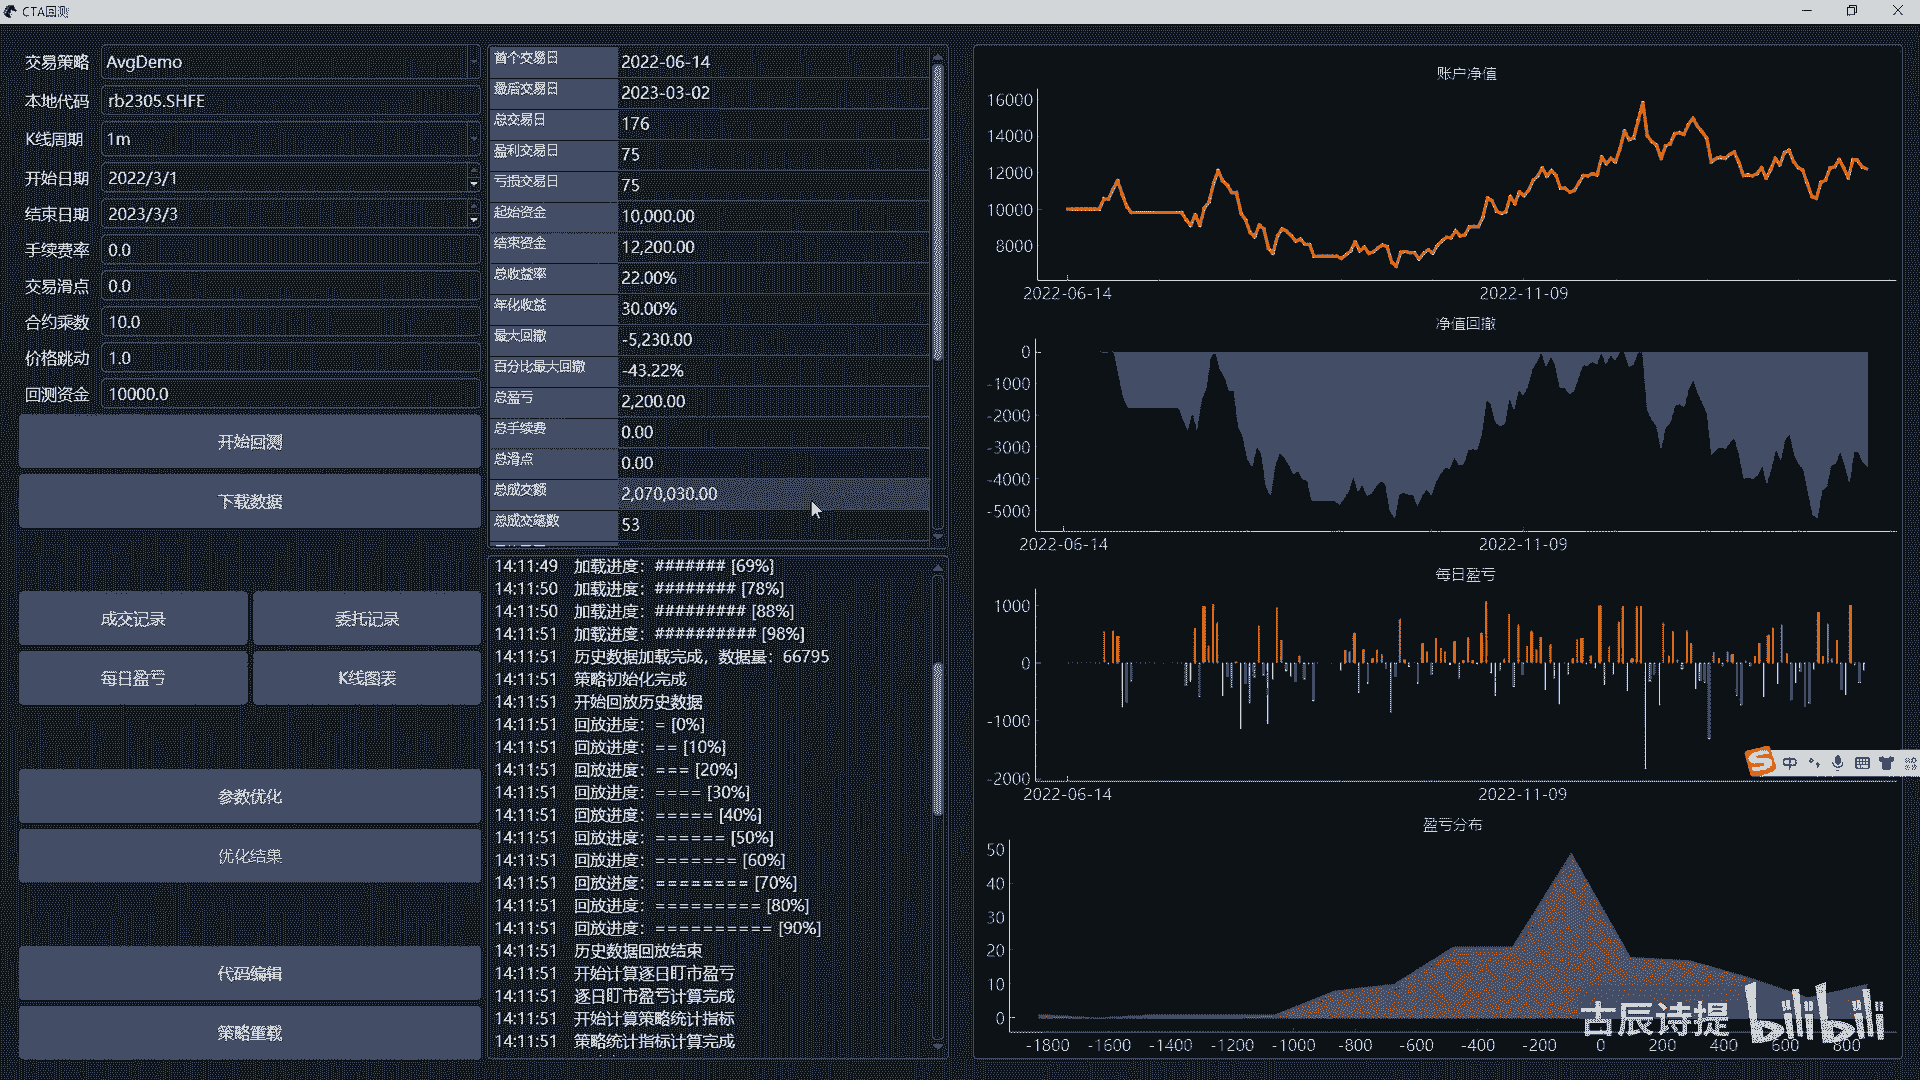 CTA回测
交易策略 AvgDemo
本地代码 rb2305.SHFE
K线周期 1m
开始日期 2022/3/1
结束日期 2023/3/3
手续费率 0.0
交易滑点 0.0
合约乘数 10.0
价格跳动 1.0
回测资金 10000.0
开始回测
下载数据
成交记录 委托记录
每日盈亏 K线图表
参数优化
优化结果
代码编辑
策略重载
首个交易日 2022-06-14
最后交易日 2023-03-02
总交易日 176
盈利交易日 75
亏损交易日 75
起始资金 10,000.00
结束资金 12,200.00
总收益率 22.00%
年化收益 30.00%
最大回撤 -5,230.00
百分比最大回撤 -43.22%
总盈亏 2,200.00
总手续费 0.00
总滑点 0.00
总成交额 2,070,030.00
总成交笔数 53
14:11:49 加载进度：####### [69%]
14:11:50 加载进度：######## [78%]
14:11:50 加载进度：######### [88%]
14:11:51 加载进度：########## [98%]
14:11:51 历史数据加载完成，数据量：66795
14:11:51 策略初始化完成
14:11:51 开始回放历史数据
14:11:51 回放进度：= [0%]
14:11:51 回放进度：== [10%]
14:11:51 回放进度：=== [20%]
14:11:51 回放进度：==== [30%]
14:11:51 回放进度：===== [40%]
14:11:51 回放进度：====== [50%]
14:11:51 回放进度：======= [60%]
14:11:51 回放进度：======== [70%]
14:11:51 回放进度：========= [80%]
14:11:51 回放进度：========== [90%]
14:11:51 历史数据回放结束
14:11:51 开始计算逐日盯市盈亏
14:11:51 逐日盯市盈亏计算完成
14:11:51 开始计算策略统计指标
14:11:51 策略统计指标计算完成
账户净值
16000
14000
12000
10000
8000
2022-06-14 2022-11-09
净值回撤
0
-1000
-2000
-3000
-4000
-5000
2022-06-14 2022-11-09
每日盈亏
1000
0
-1000
-2000
2022-06-14 2022-11-09
S 中
盈亏分布
50
40
30
20
10
0
-1800 -1600 -1400 -1200 -1000 -800 -600 -400 -200 0 200 400 600 800
古辰诗提 bilibili